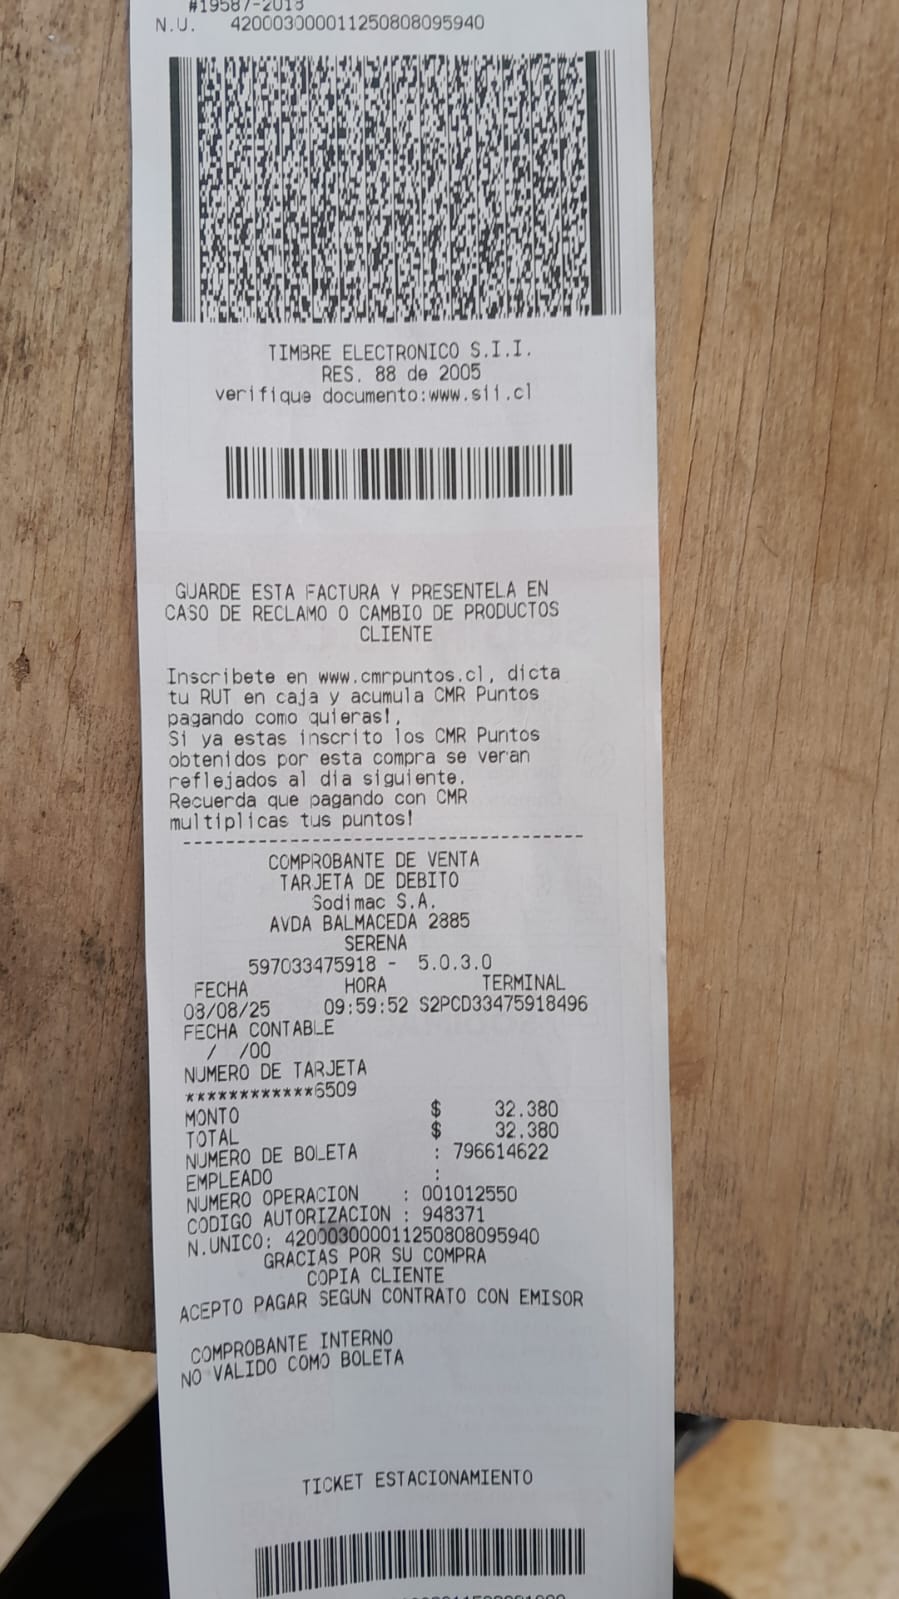 #19587-2013
N.U. 420003000011250808095940
TIMBRE ELECTRONICO S.I.I.
RES. 88 de 2005
verifique documento:www.sii.cl
GUARDE ESTA FACTURA Y PRESENTELA EN
CASO DE RECLAMO O CAMBIO DE PRODUCTOS
CLIENTE
Inscribete en www.cmrpuntos.cl, dicta
tu RUT en caja y acumula CMR Puntos
pagando como quieras!,
Si ya estas inscrito los CMR Puntos
obtenidos por esta compra se veran
reflejados al dia siguiente.
Recuerda que pagando con CMR
multiplicas tus puntos!
------------------------------------
COMPROBANTE DE VENTA
TARJETA DE DEBITO
Sodimac S.A.
AVDA BALMACEDA 2885
SERENA
597033475918 - 5.0.3.0
FECHA HORA TERMINAL
08/08/25 09:59:52 S2PCD33475918496
FECHA CONTABLE
/ /00
NUMERO DE TARJETA
************6509
MONTO $ 32.380
TOTAL $ 32.380
NUMERO DE BOLETA : 796614622
EMPLEADO :
NUMERO OPERACION : 001012550
CODIGO AUTORIZACION : 948371
N.UNICO: 420003000011250808095940
GRACIAS POR SU COMPRA
COPIA CLIENTE
ACEPTO PAGAR SEGUN CONTRATO CON EMISOR
COMPROBANTE INTERNO
NO VALIDO COMO BOLETA
TICKET ESTACIONAMIENTO